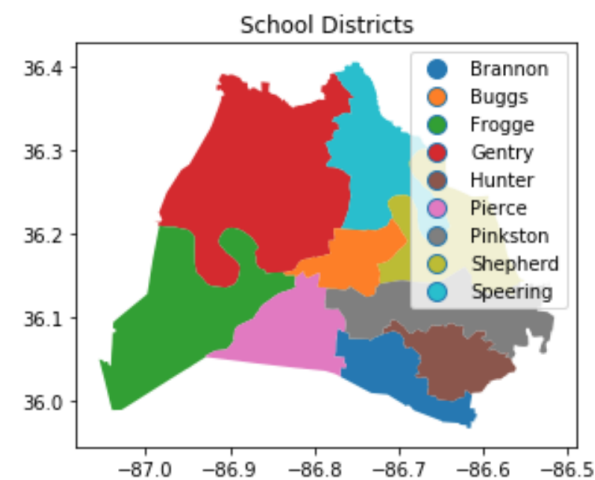 School Districts
36.4
36.3
36.2
36.1
36.0
−87.0 −86.9 −86.8 −86.7 −86.6 −86.5
Brannon
Buggs
Frogge
Gentry
Hunter
Pierce
Pinkston
Shepherd
Speering